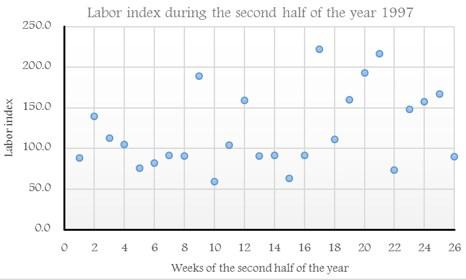 Labor index during the second half of the year 1997
250.0
200.0
150.0
100.0
50.0
0.0
Labor index
0 2 4 6 8 10 12 14 16 18 20 22 24 26
Weeks of the second half of the year